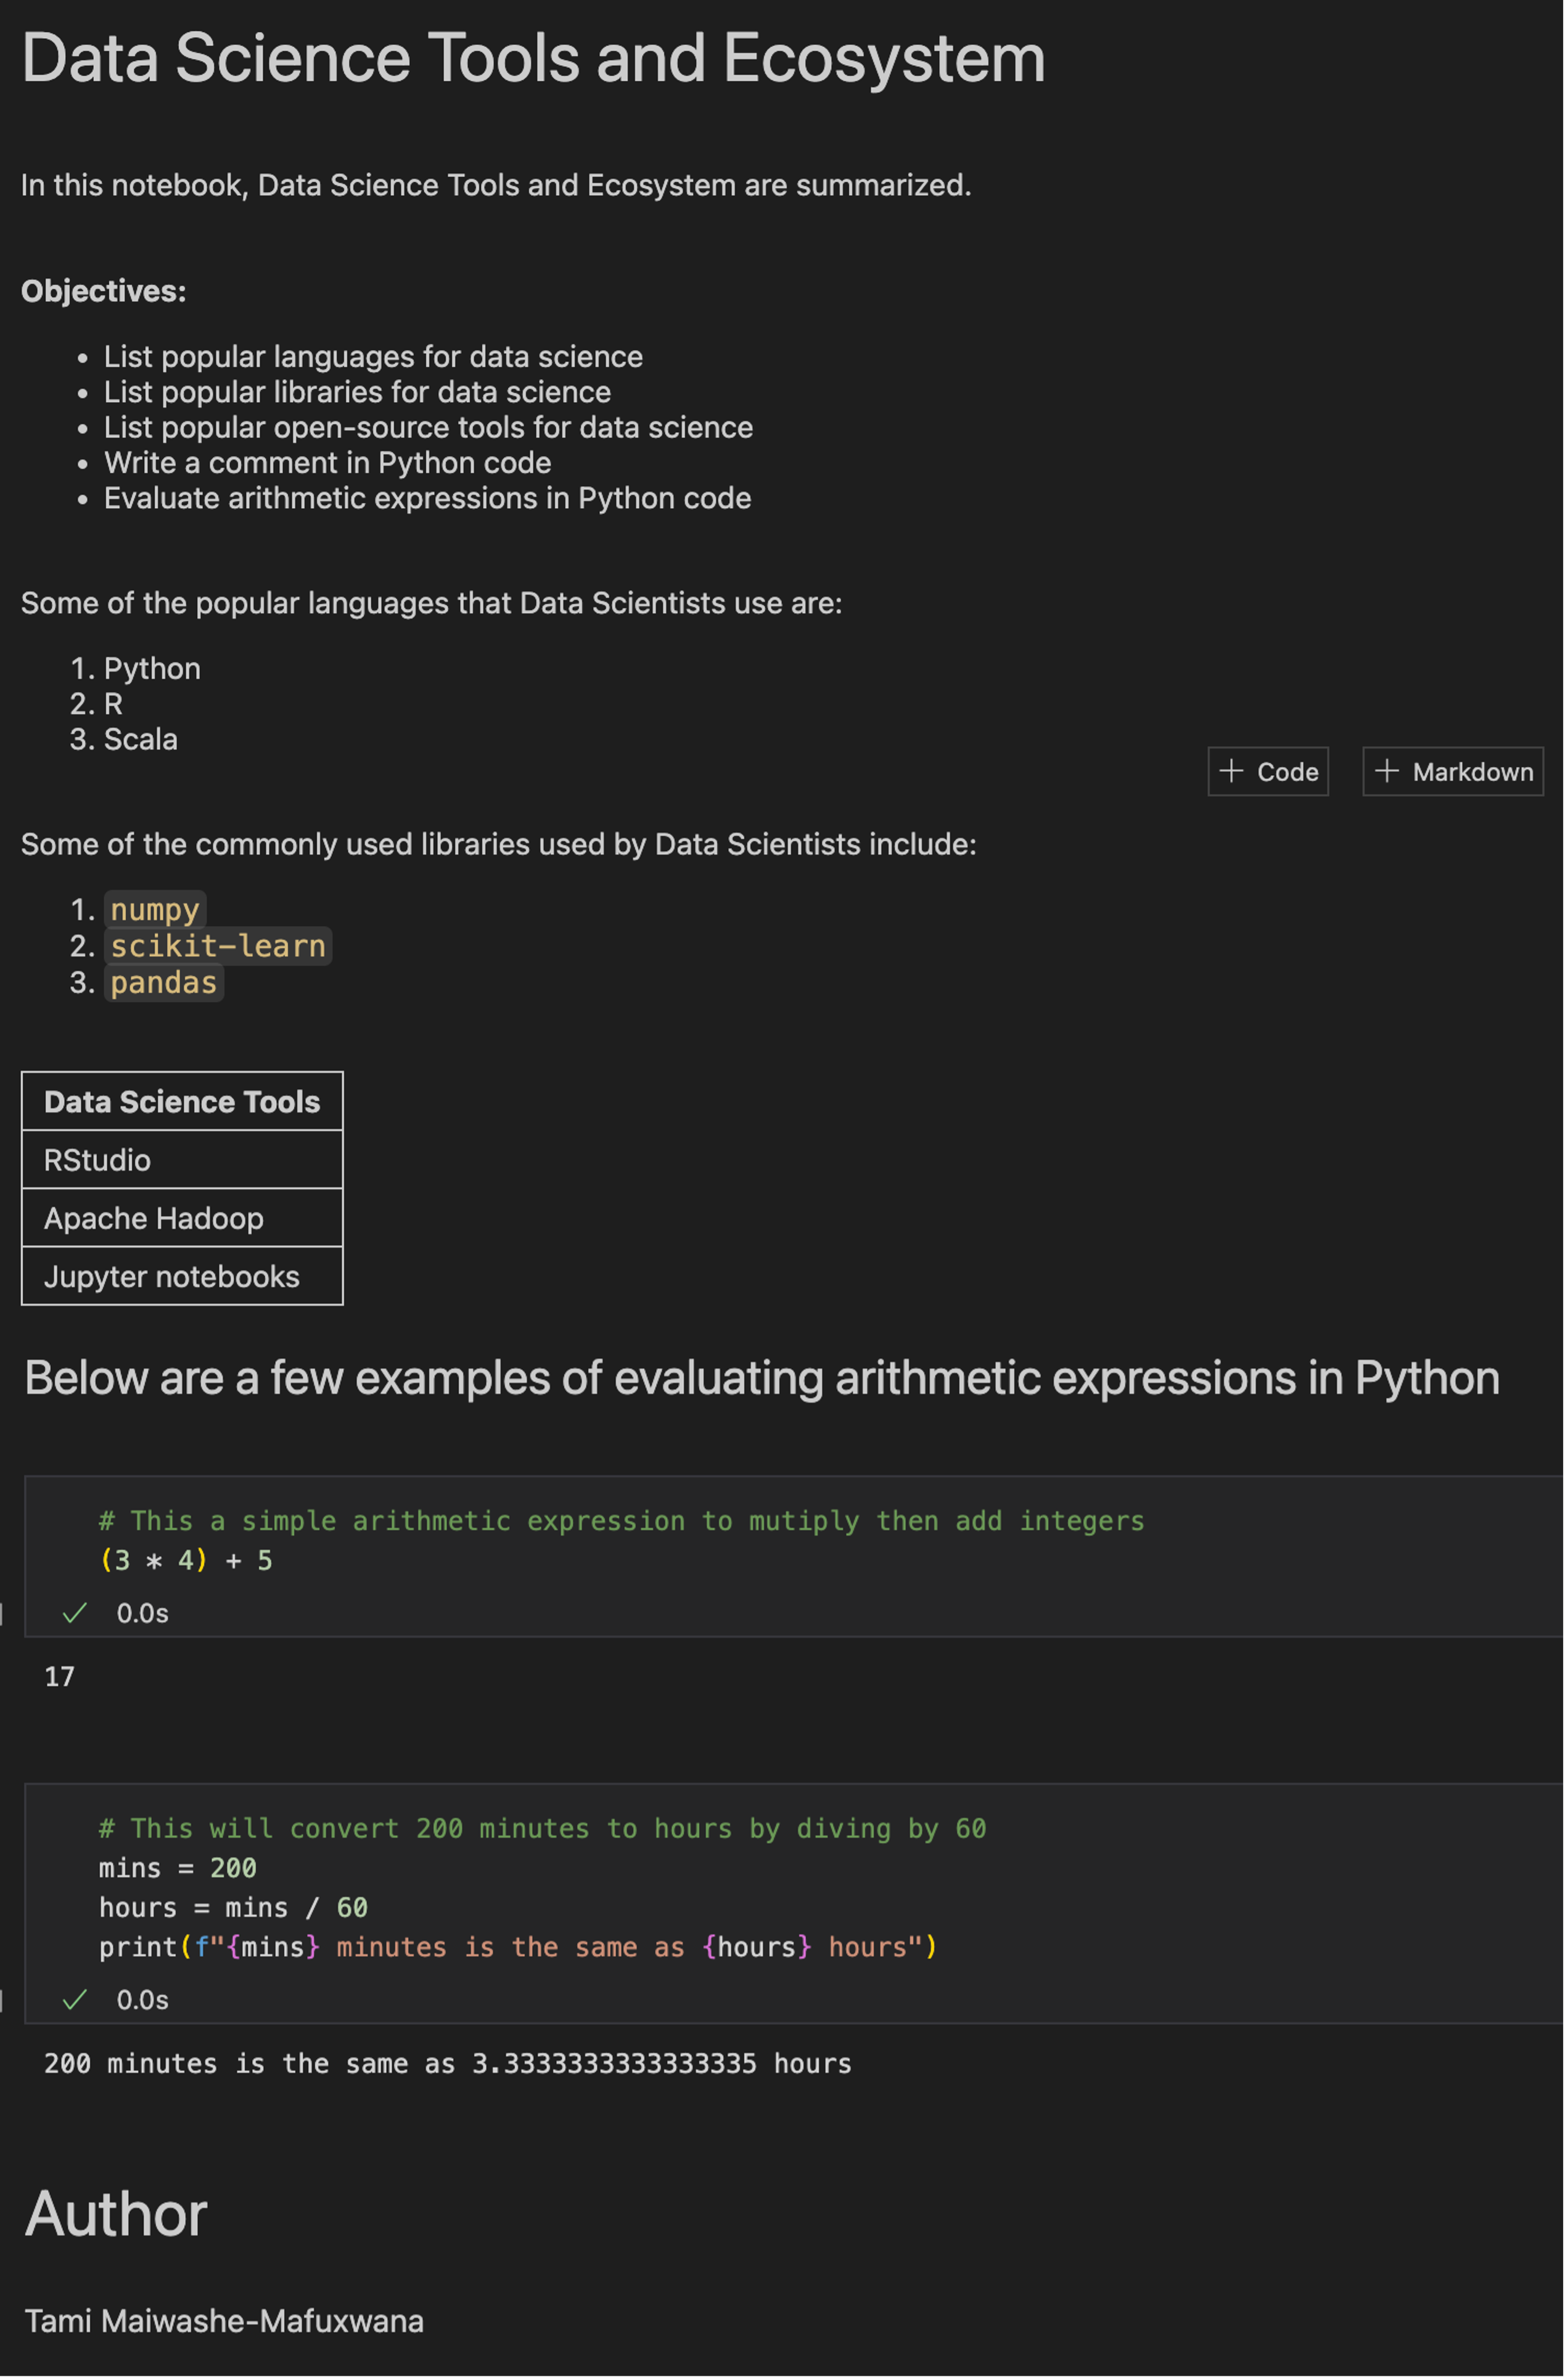 Data Science Tools and Ecosystem
In this notebook, Data Science Tools and Ecosystem are summarized.
Objectives:
• List popular languages for data science
• List popular libraries for data science
• List popular open-source tools for data science
• Write a comment in Python code
• Evaluate arithmetic expressions in Python code
Some of the popular languages that Data Scientists use are:
1. Python
2. R
3. Scala
+ Code + Markdown
Some of the commonly used libraries used by Data Scientists include:
1. numpy
2. scikit-learn
3. pandas
Data Science Tools
RStudio
Apache Hadoop
Jupyter notebooks
Below are a few examples of evaluating arithmetic expressions in Python
# This a simple arithmetic expression to mutiply then add integers
(3 * 4) + 5
✓ 0.0s
17
# This will convert 200 minutes to hours by diving by 60
mins = 200
hours = mins / 60
print(f"{mins} minutes is the same as {hours} hours")
✓ 0.0s
200 minutes is the same as 3.3333333333333335 hours
Author
Tami Maiwashe-Mafuxwana